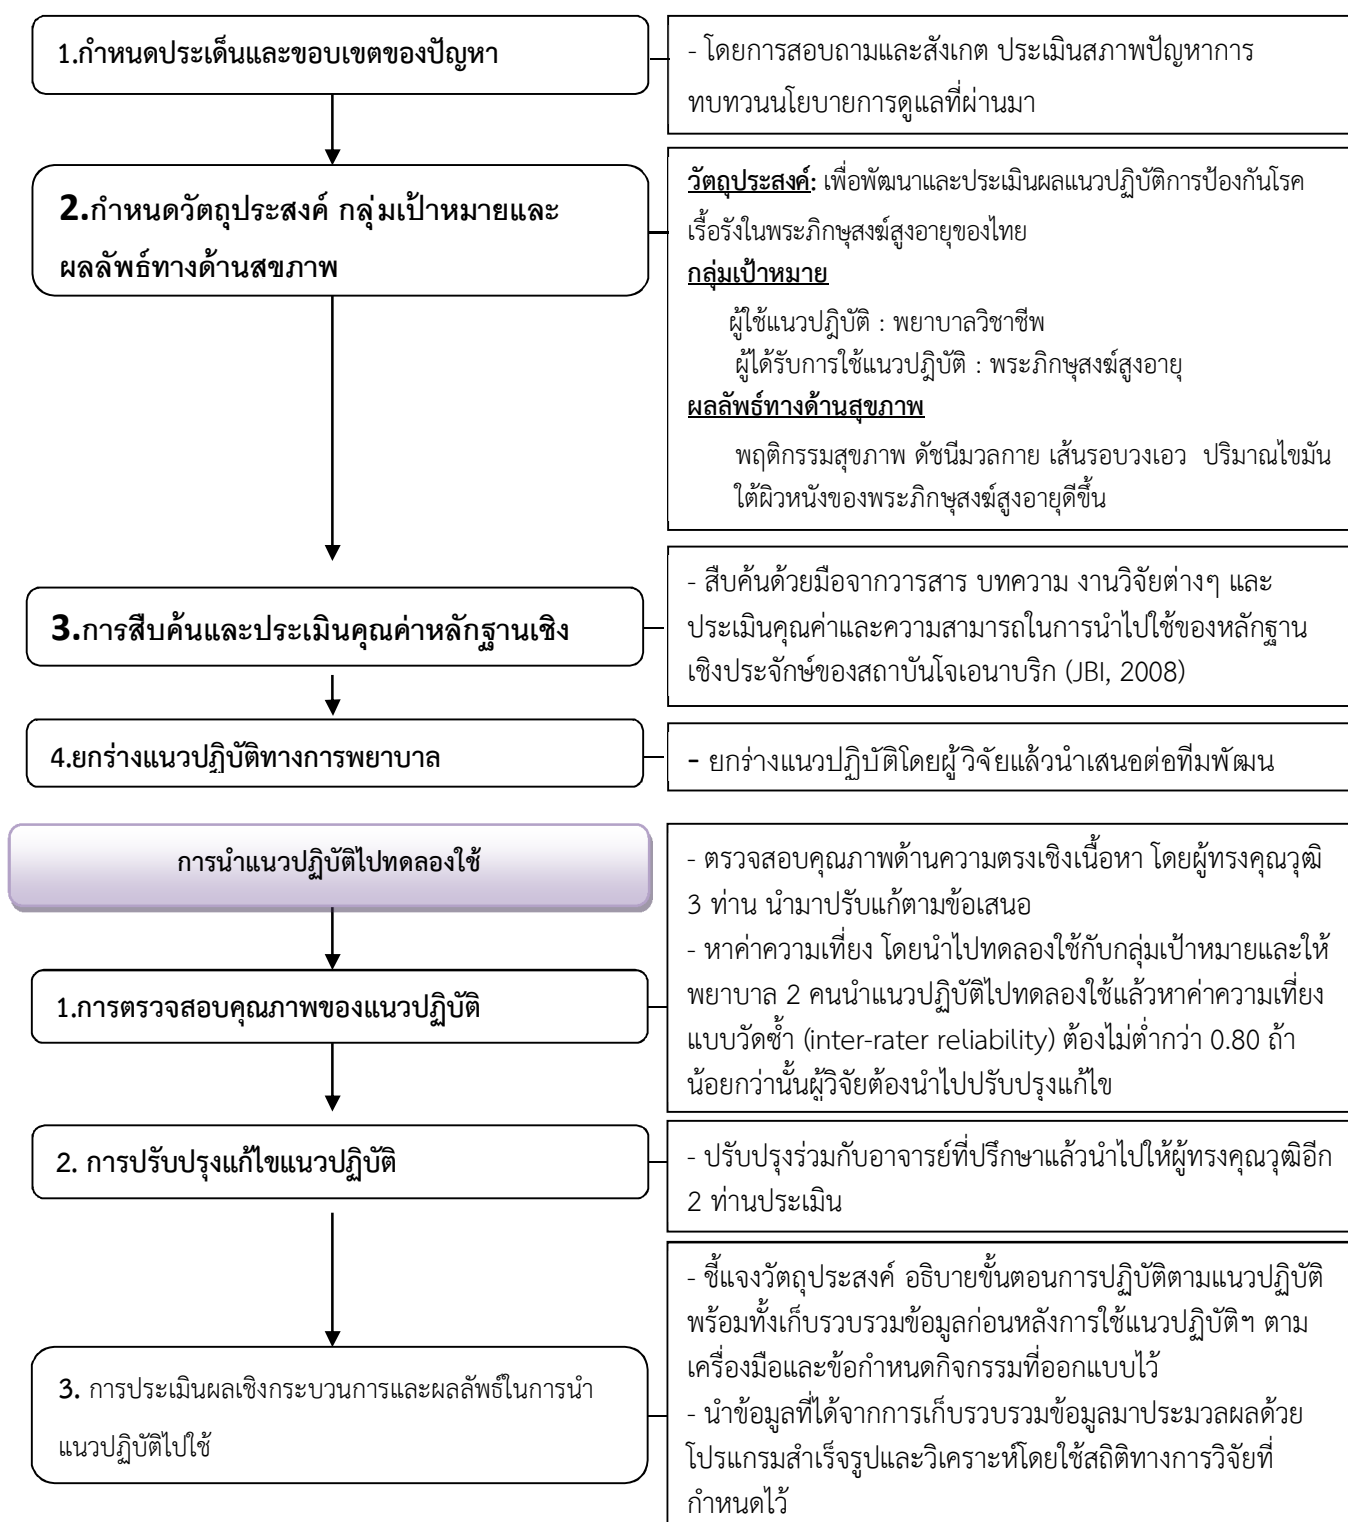 1.กำหนดประเด็นและขอบเขตของปัญหา
- โดยการสอบถามและสังเกต ประเมินสภาพปัญหาการ
ทบทวนนโยบายการดูแลที่ผ่านมา
2.กำหนดวัตถุประสงค์ กลุ่มเป้าหมายและ
ผลลัพธ์ทางด้านสขภาพ
วัตถุประสงค์: เพื่อพัฒนาและประเมินผลแนวปฏิบัติการป้องกันโรค
เรื้อรังในพระภิกษุสงฆ์สูงอายุของไทย
กลุ่มเป้าหมาย
ผู้ใช้แนวปฎิบัติ : พยาบาลวิชาชีพ
ผู้ได้รับการใช้แนวปฎิบัติ : พระภิกษุสงฆ์สูงอายุ
ผลลัพธ์ทางด้านสุขภาพ
พฤติกรรมสุขภาพ ดัชนีมวลกาย เส้นรอบวงเอว ปริมาณไขมัน
ใต้ผิวหนังของพระภิกษุสงฆ์สูงอายุดีขึ้น
3.การสืบค้นและประเมินคุณค่าหลักฐานเชิง
- สืบค้นด้วยมือจากวารสาร บทความ งานวิจัยต่างๆ และ
ประเมินคุณค่าและความสามารถในการนำไปใช้ของหลักฐาน
เชิงประจักษ์ของสถาบันโจเอนาบริก (JBI, 2008)
4.ยกร่างแนวปฏิบัติทางการพยาบาล
- ยกร่างแนวปฏิบัติโดยผู้วิจัยแล้วนำเสนอต่อทีมพัฒน
การนำแนวปฏิบัติไปทดลองใช้
- ตรวจสอบคุณภาพด้านความตรงเชิงเนื้อหา โดยผู้ทรงคุณวุฒิ
3 ท่าน นำมาปรับแก้ตามข้อเสนอ
- หาค่าความเที่ยง โดยนำไปทดลองใช้กับกลุ่มเป้าหมายและให้
พยาบาล 2 คนนำแนวปฏิบัติไปทดลองใช้แล้วหาค่าความเที่ยง
แบบวัดซ้ำ (inter-rater reliability) ต้องไม่ต่ำกว่า 0.80 ถ้า
น้อยกว่านั้นผู้วิจัยต้องนำไปปรับปรุงแก้ไข
1.การตรวจสอบคุณภาพของแนวปฏิบัติ
2. การปรับปรุงแก้ไขแนวปฏิบัติ
- ปรับปรุงร่วมกับอาจารย์ที่ปรึกษาแล้วนำไปให้ผู้ทรงคุณวุฒิอีก
2 ท่านประเมิน
3. การประเมินผลเชิงกระบวนการและผลลัพธ์ในการนำ
แนวปฏิบัติไปใช้
- ชี้แจงวัตถุประสงค์ อธิบายขั้นตอนการปฏิบัติตามแนวปฏิบัติ
พร้อมทั้งเก็บรวบรวมข้อมูลก่อนหลังการใช้แนวปฏิบัติฯ ตาม
เครื่องมือและข้อกำหนดกิจกรรมที่ออกแบบไว้
- นำข้อมูลที่ได้จากการเก็บรวบรวมข้อมูลมาประมวลผลด้วย
โปรแกรมสำเร็จรูปและวิเคราะห์โดยใช้สถิติทางการวิจัยที่
กำหนดไว้